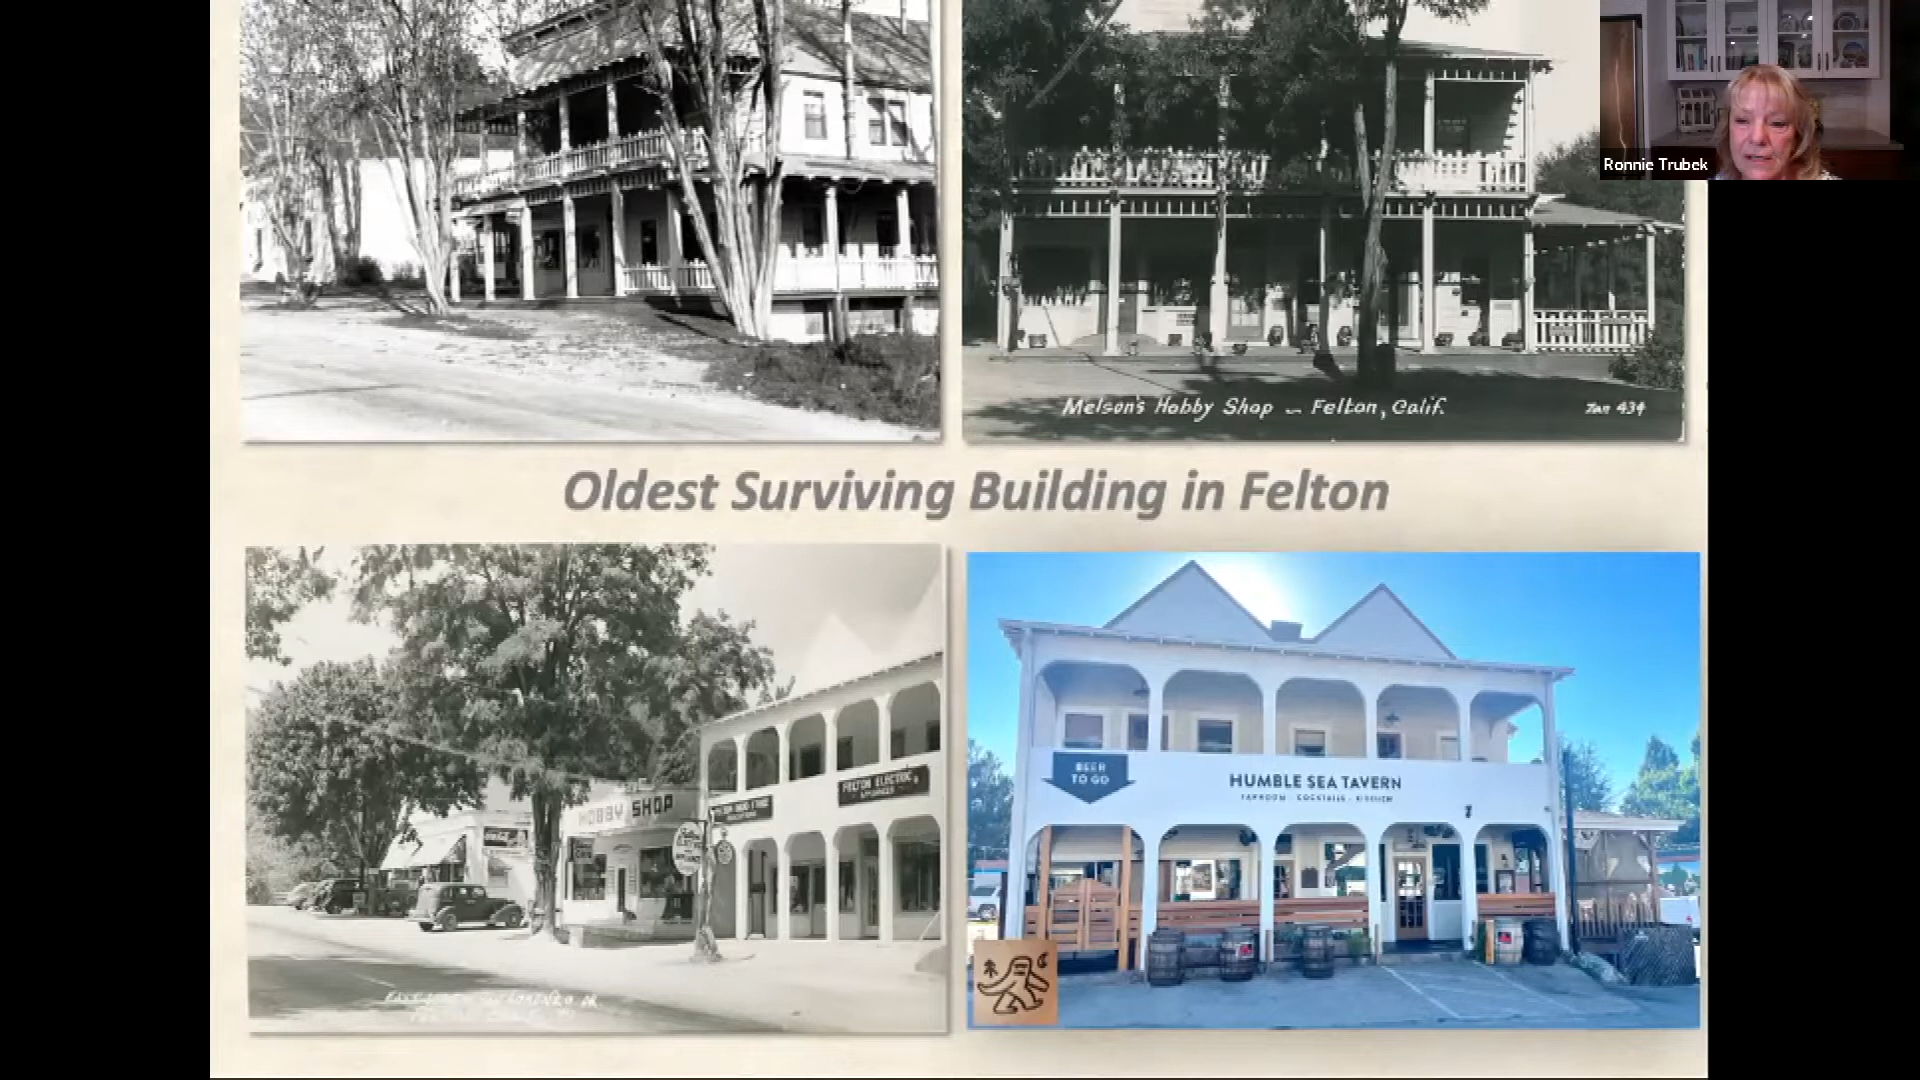 Ronnie Trubek
Melson's Hobby Shop - Felton, Calif.
434
Oldest Surviving Building in Felton
HOBBY SHOP
FELTON ELECTRIC
BEER
TO GO
HUMBLE SEA TAVERN
TAPROOM · COCKTAILS · KITCHEN